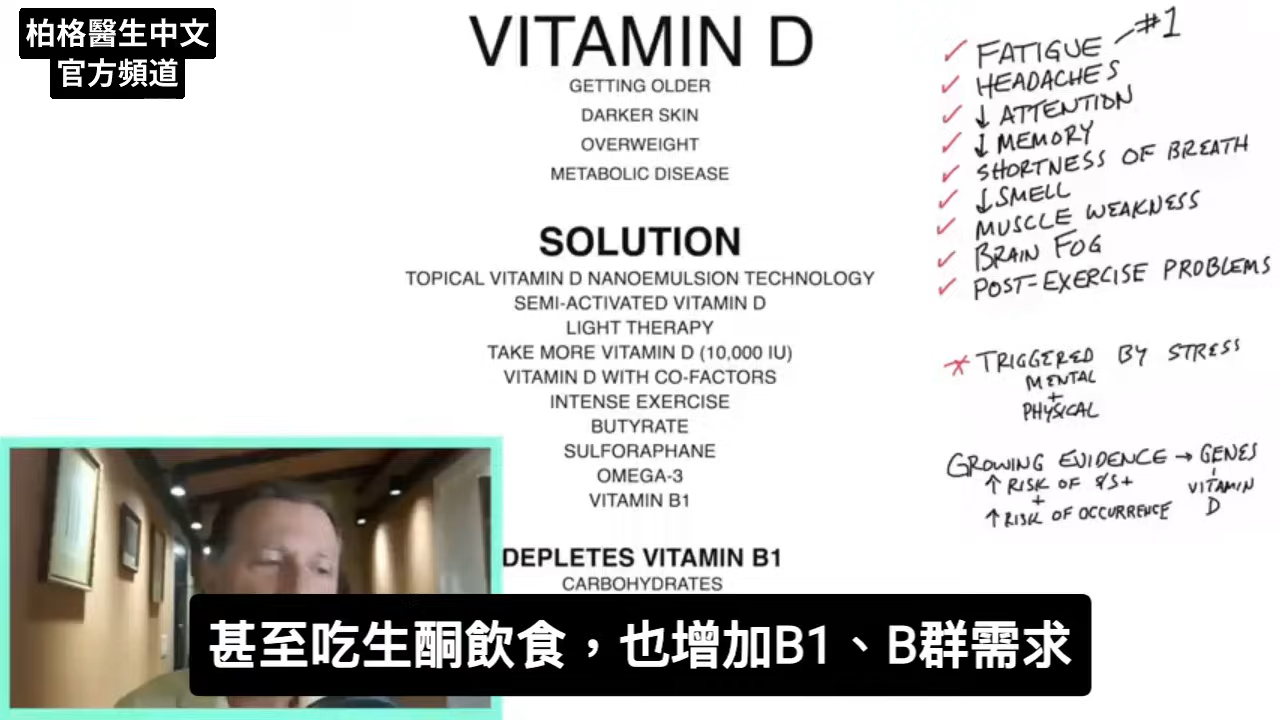 柏格醫生中文
官方頻道
VITAMIN D
GETTING OLDER
DARKER SKIN
OVERWEIGHT
METABOLIC DISEASE
SOLUTION
TOPICAL VITAMIN D NANOEMULSION TECHNOLOGY
SEMI-ACTIVATED VITAMIN D
LIGHT THERAPY
TAKE MORE VITAMIN D (10,000 IU)
VITAMIN D WITH CO-FACTORS
INTENSE EXERCISE
BUTYRATE
SULFORAPHANE
OMEGA-3
VITAMIN B1
DEPLETES VITAMIN B1
CARBOHYDRATES
✓ FATIGUE — #1
✓ HEADACHES
✓ ↓ ATTENTION
✓ ↓ MEMORY
✓ SHORTNESS OF BREATH
✓ ↓ SMELL
✓ MUSCLE WEAKNESS
✓ BRAIN FOG
✓ POST-EXERCISE PROBLEMS
* TRIGGERED BY STRESS
MENTAL
+
PHYSICAL
GROWING EVIDENCE → GENES
↑ RISK OF S/S+
VITAMIN
+
D
↑ RISK OF OCCURRENCE
甚至吃生酮飲食，也增加B1、B群需求